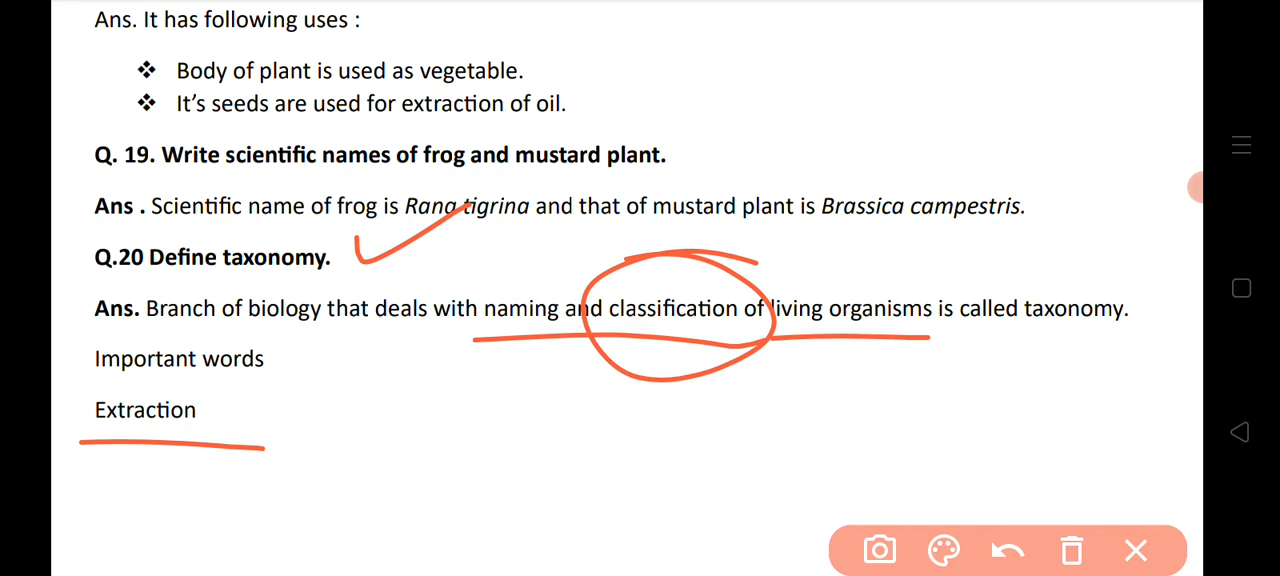 Ans. It has following uses :
❖ Body of plant is used as vegetable.
❖ It’s seeds are used for extraction of oil.
Q. 19. Write scientific names of frog and mustard plant.
Ans . Scientific name of frog is Rana tigrina and that of mustard plant is Brassica campestris.
Q.20 Define taxonomy.
Ans. Branch of biology that deals with naming and classification of living organisms is called taxonomy.
Important words
Extraction